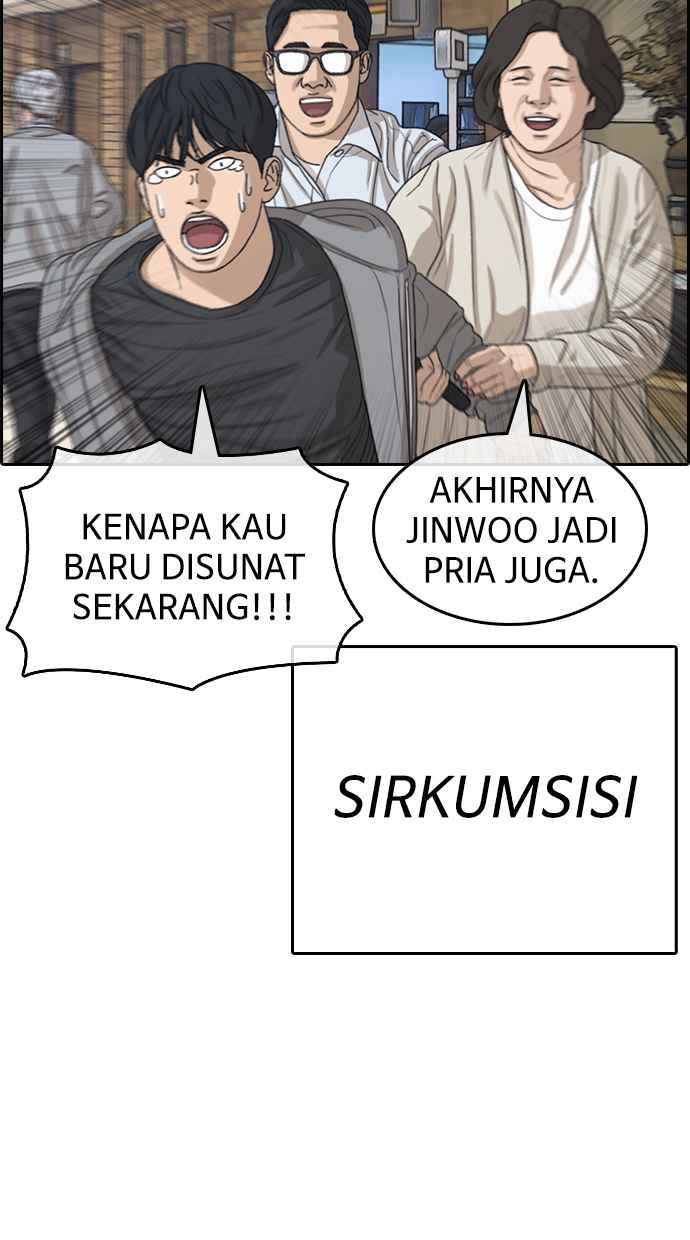 KENAPA KAU
BARU DISUNAT
SEKARANG!!!
AKHIRNYA
JINWOO JADI
PRIA JUGA.
SIRKUMSISI